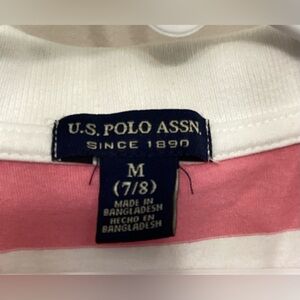 U.S. POLO ASSN.
SINCE 1890
M
(7/8)
MADE IN
BANGLADESH
HECHO EN
BANGLADESH